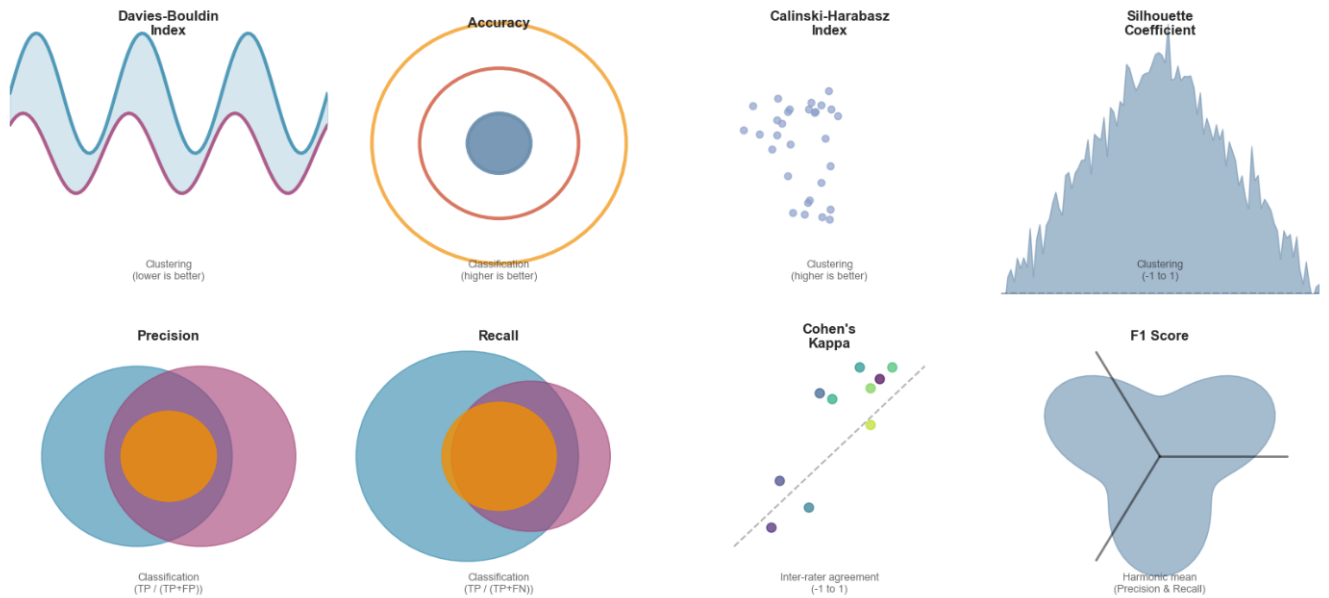 Davies-Bouldin
Index
Accuracy
Calinski-Harabasz
Index
Silhouette
Coefficient
Clustering
(lower is better)
Classification
(higher is better)
Clustering
(higher is better)
Clustering
(-1 to 1)
Precision
Recall
Cohen's
Kappa
F1 Score
Classification
(TP / (TP+FP))
Classification
(TP / (TP+FN))
Inter-rater agreement
(-1 to 1)
Harmonic mean
(Precision & Recall)